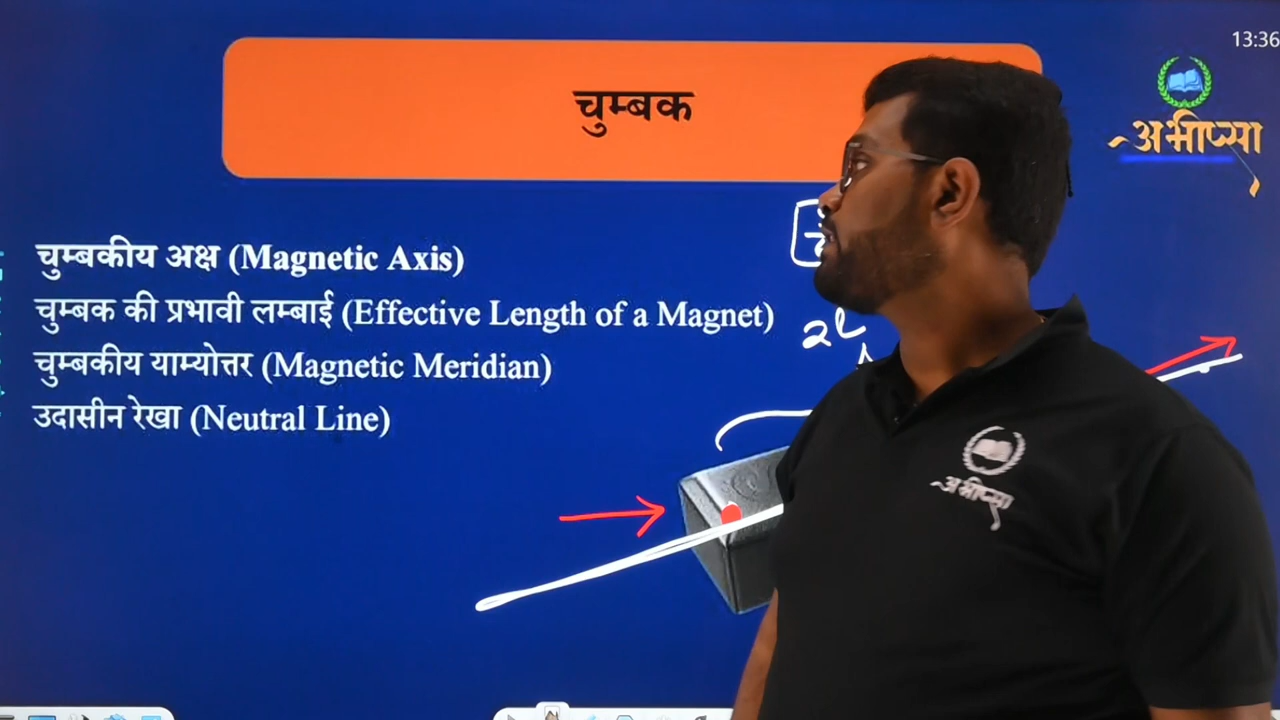 13:36
चुम्बक
अभीप्सा
चुम्बकीय अक्ष (Magnetic Axis)
चुम्बक की प्रभावी लम्बाई (Effective Length of a Magnet)
2l
चुम्बकीय याम्योत्तर (Magnetic Meridian)
उदासीन रेखा (Neutral Line)
अभीप्सा